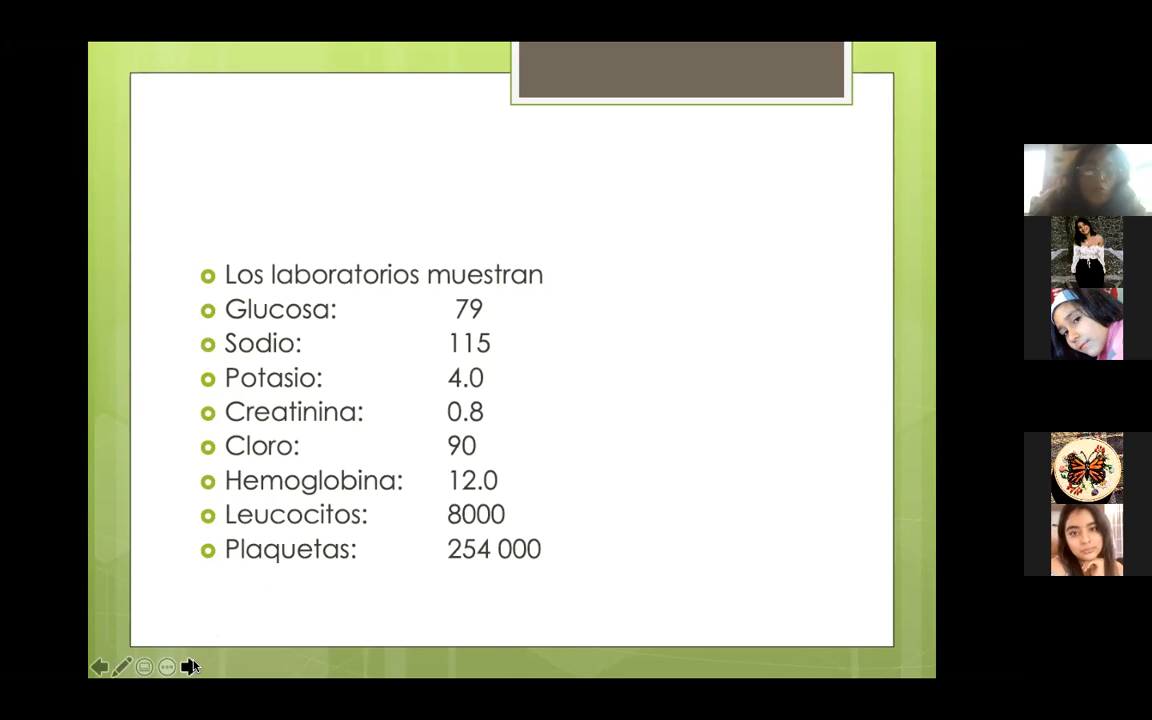 Los laboratorios muestran
Glucosa: 79
Sodio: 115
Potasio: 4.0
Creatinina: 0.8
Cloro: 90
Hemoglobina: 12.0
Leucocitos: 8000
Plaquetas: 254 000